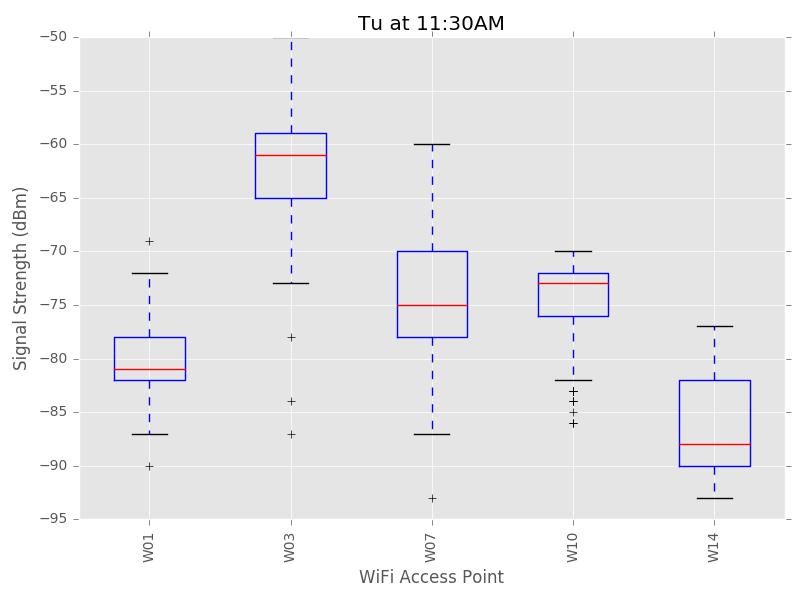 Tu at 11:30AM
Signal Strength (dBm)
−50
−55
−60
−65
−70
−75
−80
−85
−90
−95
W01
W03
W07
W10
W14
WiFi Access Point